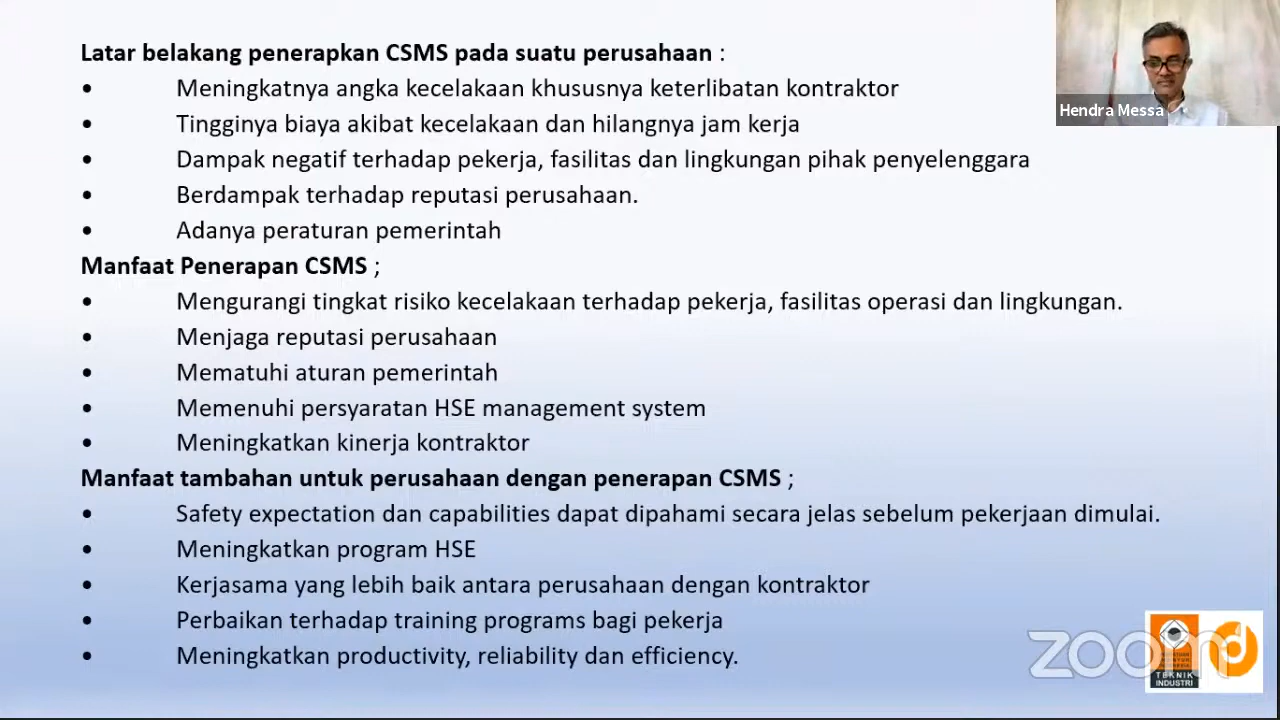 Latar belakang penerapkan CSMS pada suatu perusahaan :
• Meningkatnya angka kecelakaan khususnya keterlibatan kontraktor
• Tingginya biaya akibat kecelakaan dan hilangnya jam kerja
• Dampak negatif terhadap pekerja, fasilitas dan lingkungan pihak penyelenggara
• Berdampak terhadap reputasi perusahaan.
• Adanya peraturan pemerintah
Manfaat Penerapan CSMS ;
• Mengurangi tingkat risiko kecelakaan terhadap pekerja, fasilitas operasi dan lingkungan.
• Menjaga reputasi perusahaan
• Mematuhi aturan pemerintah
• Memenuhi persyaratan HSE management system
• Meningkatkan kinerja kontraktor
Manfaat tambahan untuk perusahaan dengan penerapan CSMS ;
• Safety expectation dan capabilities dapat dipahami secara jelas sebelum pekerjaan dimulai.
• Meningkatkan program HSE
• Kerjasama yang lebih baik antara perusahaan dengan kontraktor
• Perbaikan terhadap training programs bagi pekerja
• Meningkatkan productivity, reliability dan efficiency.
Hendra Messa
zoom
TEKNIK
INDUSTRI